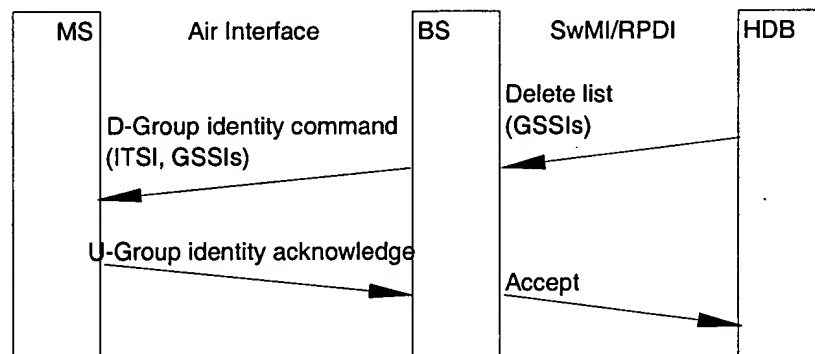 MS Air Interface BS SwMI/RPDI HDB
Delete list
(GSSIs)
D-Group identity command
(ITSI, GSSIs)
U-Group identity acknowledge
Accept